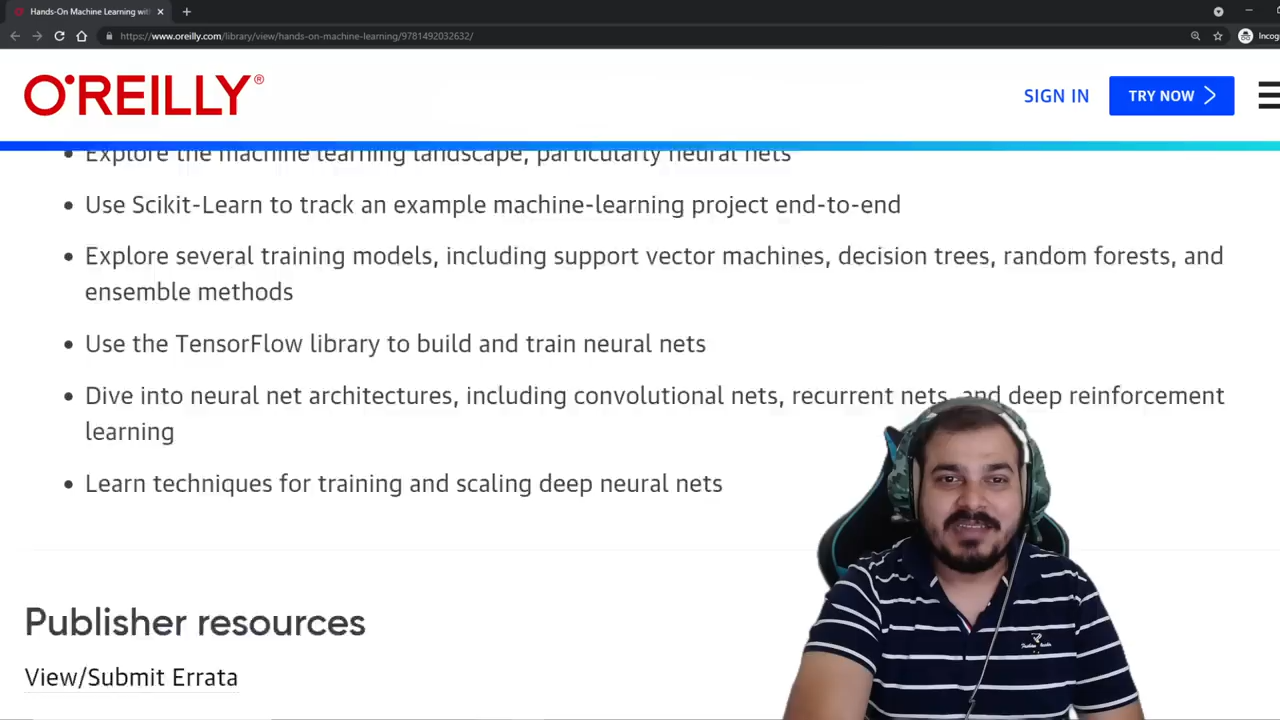 Hands-On Machine Learning wit
https://www.oreilly.com/library/view/hands-on-machine-learning/9781492032632/
Incog
O'REILLY®
SIGN IN
TRY NOW
Explore the machine learning landscape, particularly neural nets
Use Scikit-Learn to track an example machine-learning project end-to-end
Explore several training models, including support vector machines, decision trees, random forests, and
ensemble methods
Use the TensorFlow library to build and train neural nets
Dive into neural net architectures, including convolutional nets, recurrent nets, and deep reinforcement
learning
Learn techniques for training and scaling deep neural nets
Publisher resources
View/Submit Errata